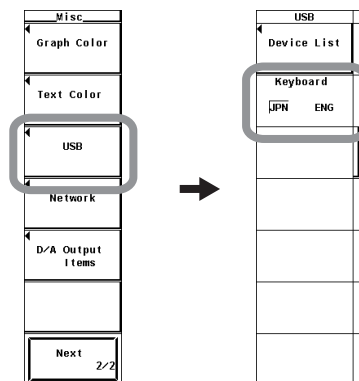 Misc
Graph Color
Text Color
USB
Network
D/A Output
Items
Next
2/2
USB
Device List
Keyboard
JPN ENG